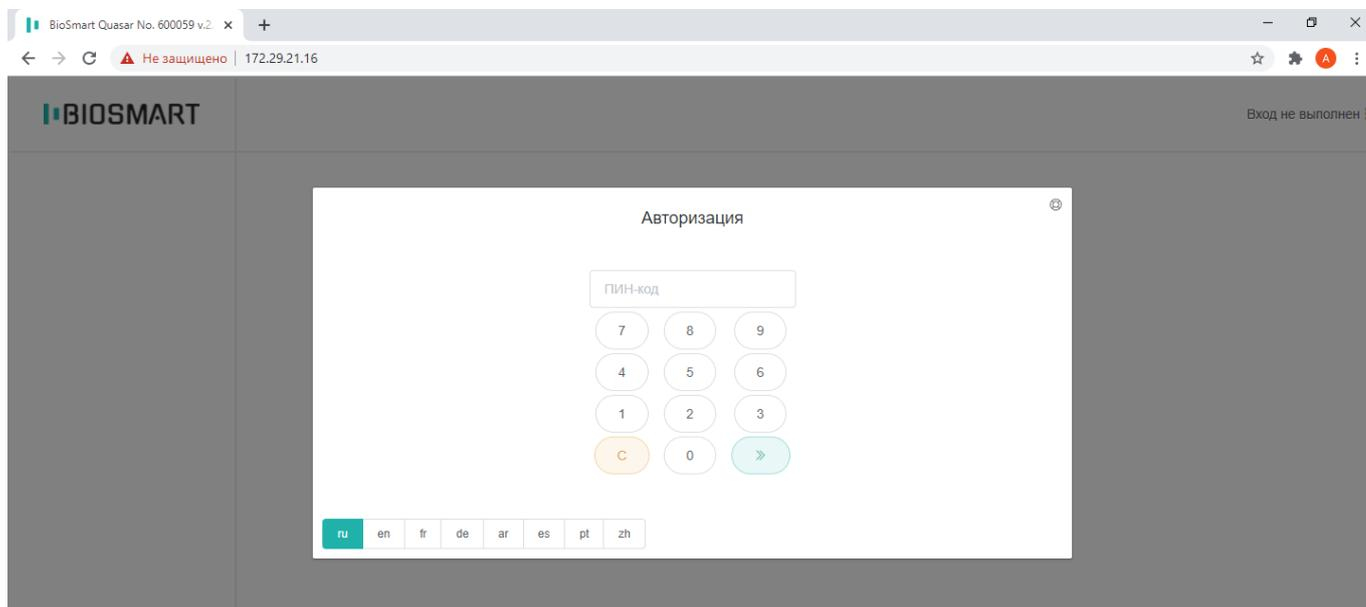 BioSmart Quasar No. 600059 v.2
Не защищено 172.29.21.16
A
BIOSMART
Вход не выполнен
Авторизация
ПИН-код
7 8 9
4 5 6
1 2 3
C 0
ru en fr de ar es pt zh